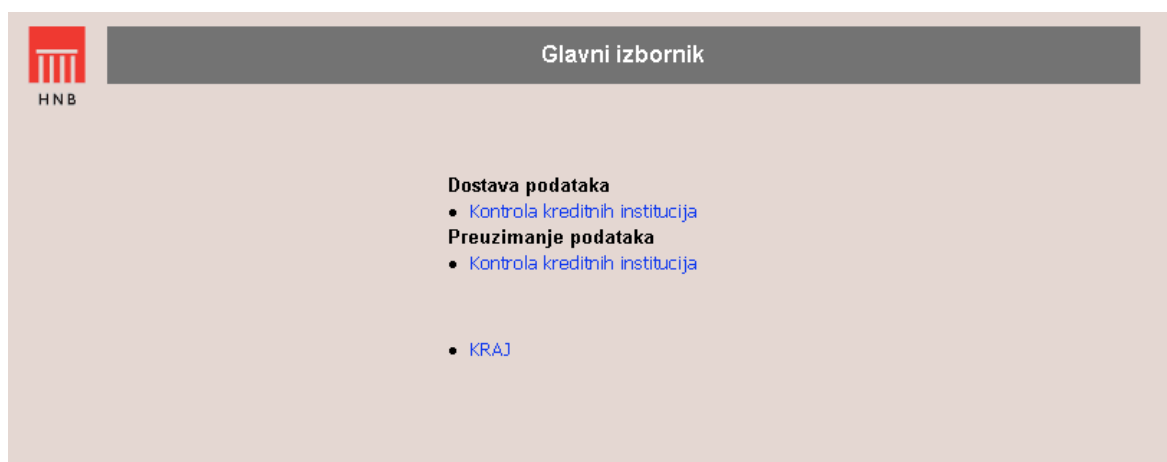 Glavni izbornik
HNB
Dostava podataka
• Kontrola kreditnih institucija
Preuzimanje podataka
• Kontrola kreditnih institucija
• KRAJ